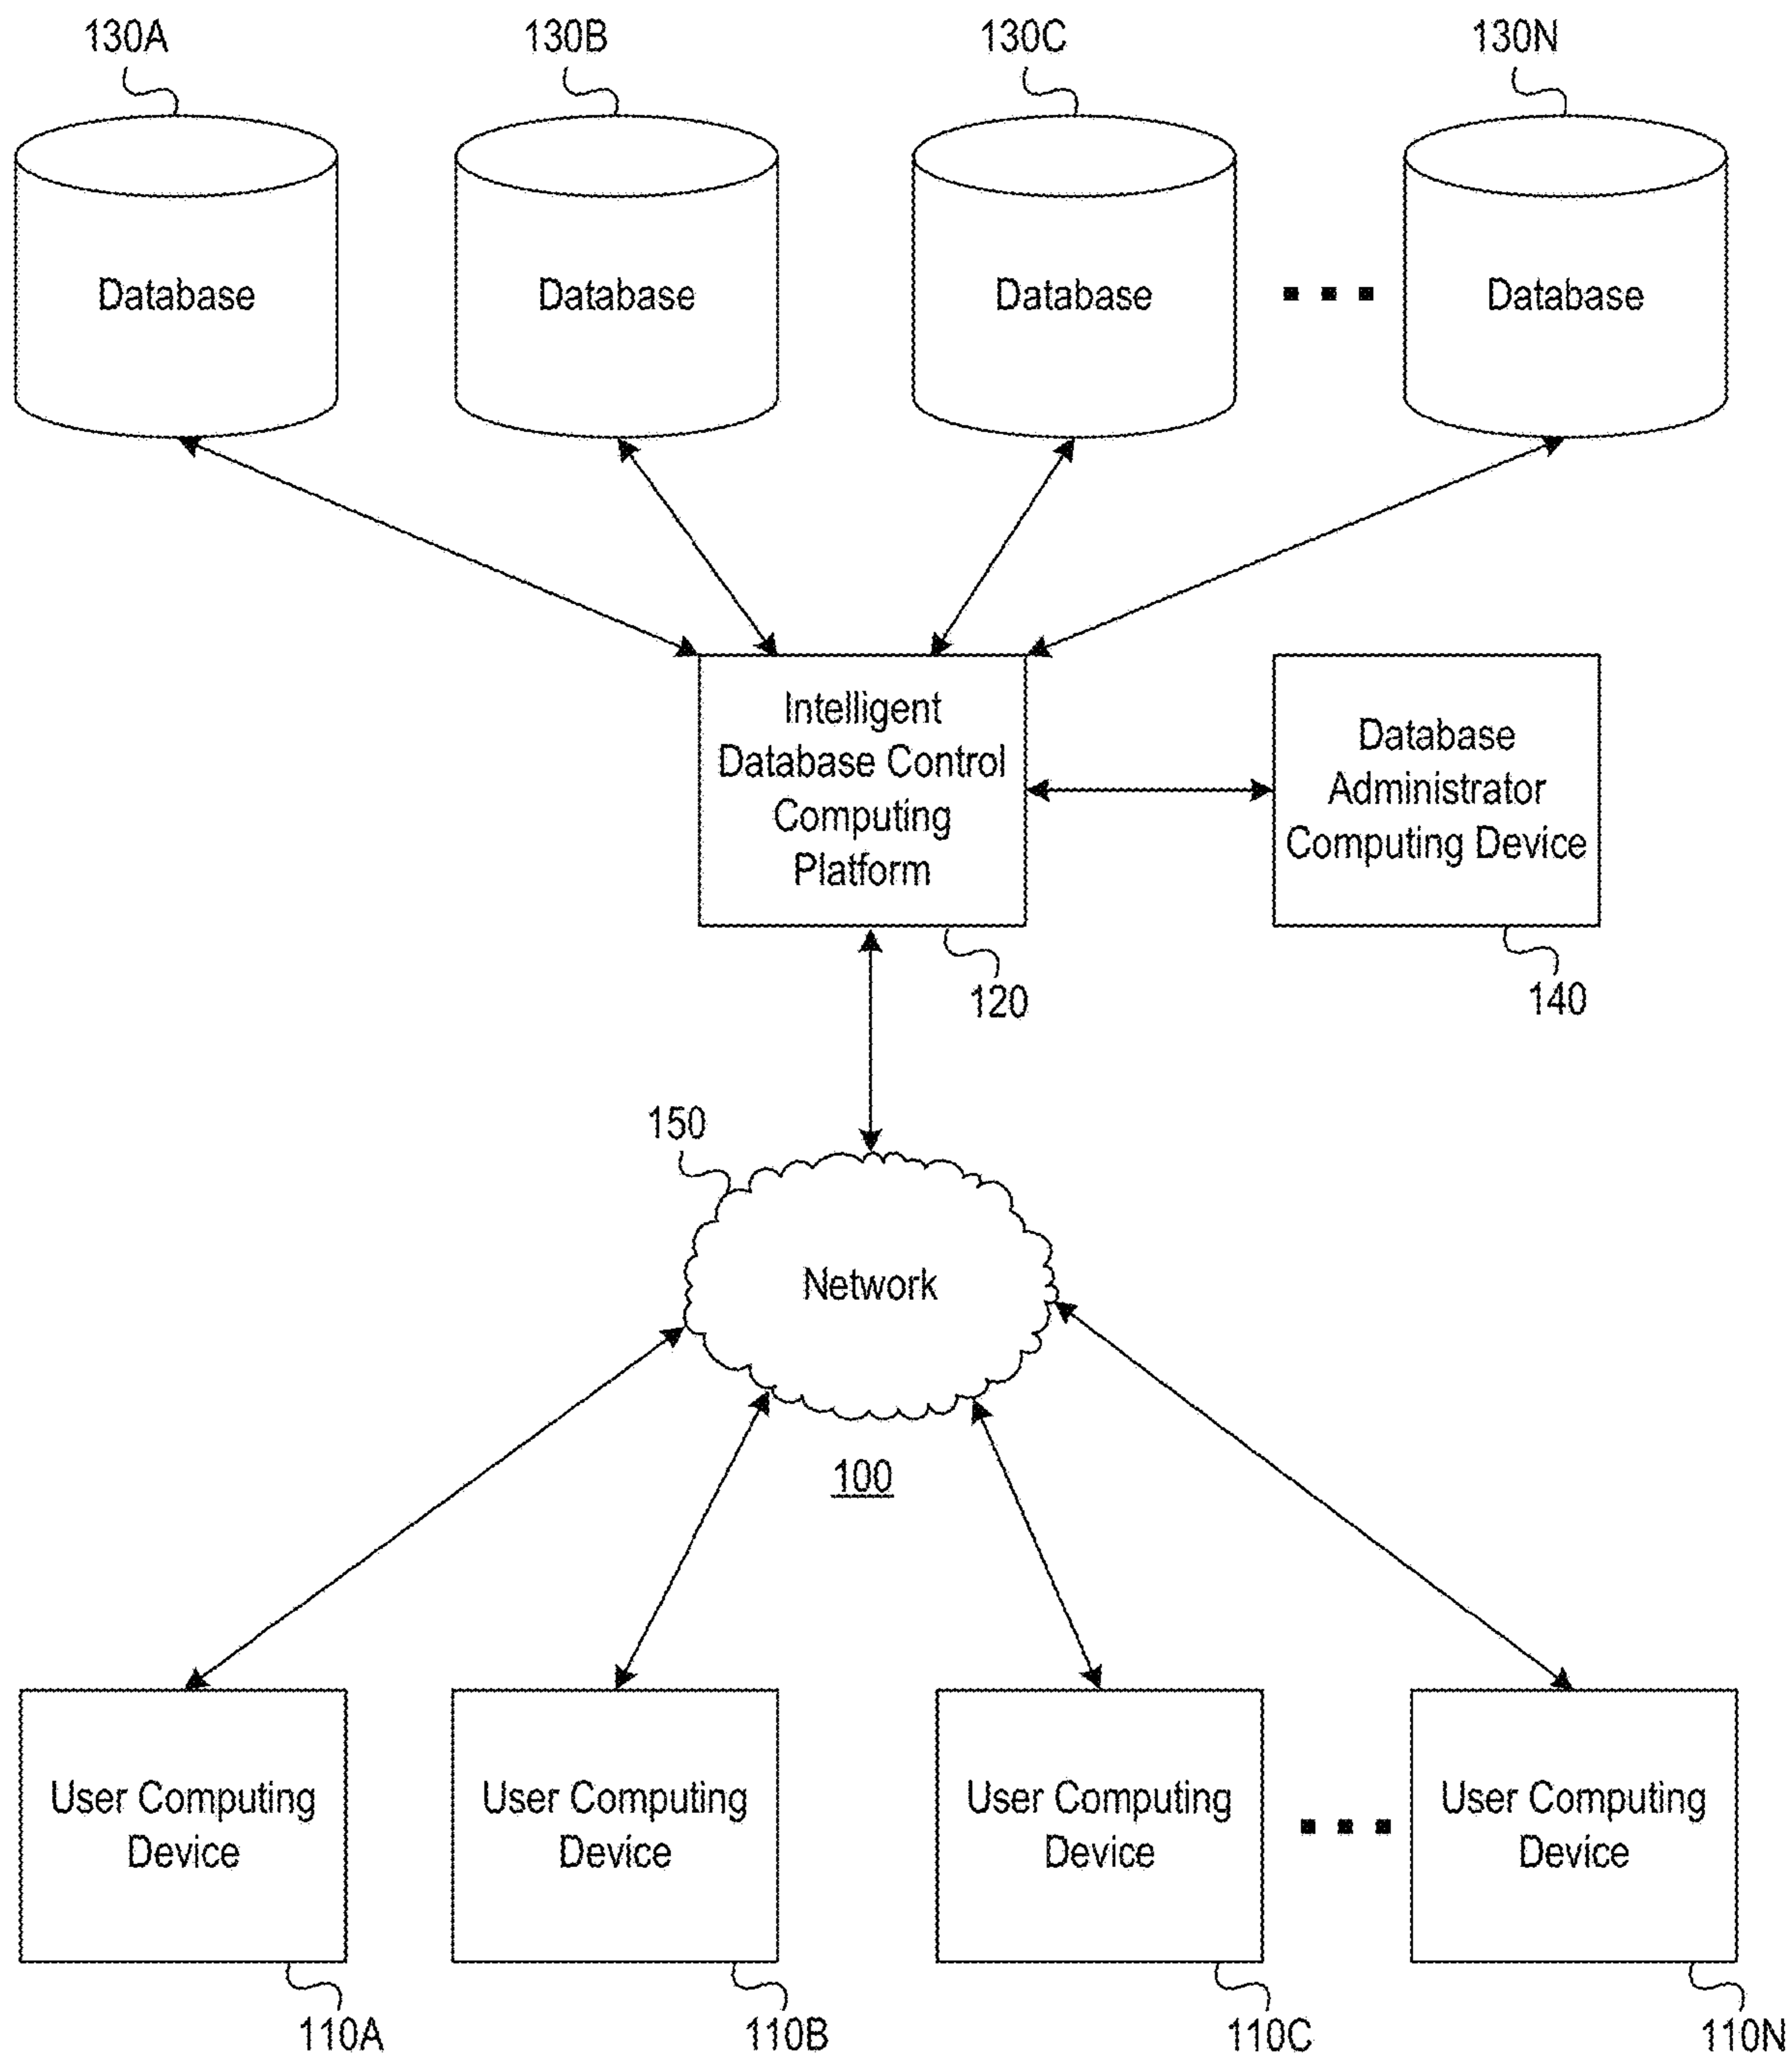 130A
130B
130C
130N
Database
Database
Database
Database
Intelligent
Database Control
Computing
Platform
Database
Administrator
Computing Device
120
140
150
Network
100
User Computing
Device
User Computing
Device
User Computing
Device
User Computing
Device
110A
110B
110C
110N